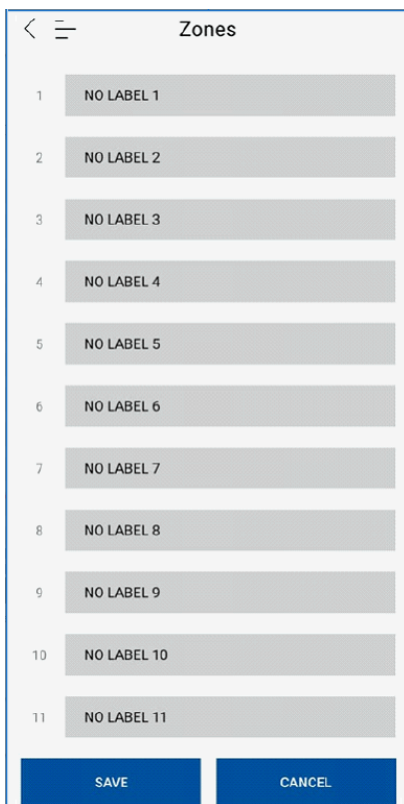 Zones
1 NO LABEL 1
2 NO LABEL 2
3 NO LABEL 3
4 NO LABEL 4
5 NO LABEL 5
6 NO LABEL 6
7 NO LABEL 7
8 NO LABEL 8
9 NO LABEL 9
10 NO LABEL 10
11 NO LABEL 11
SAVE CANCEL